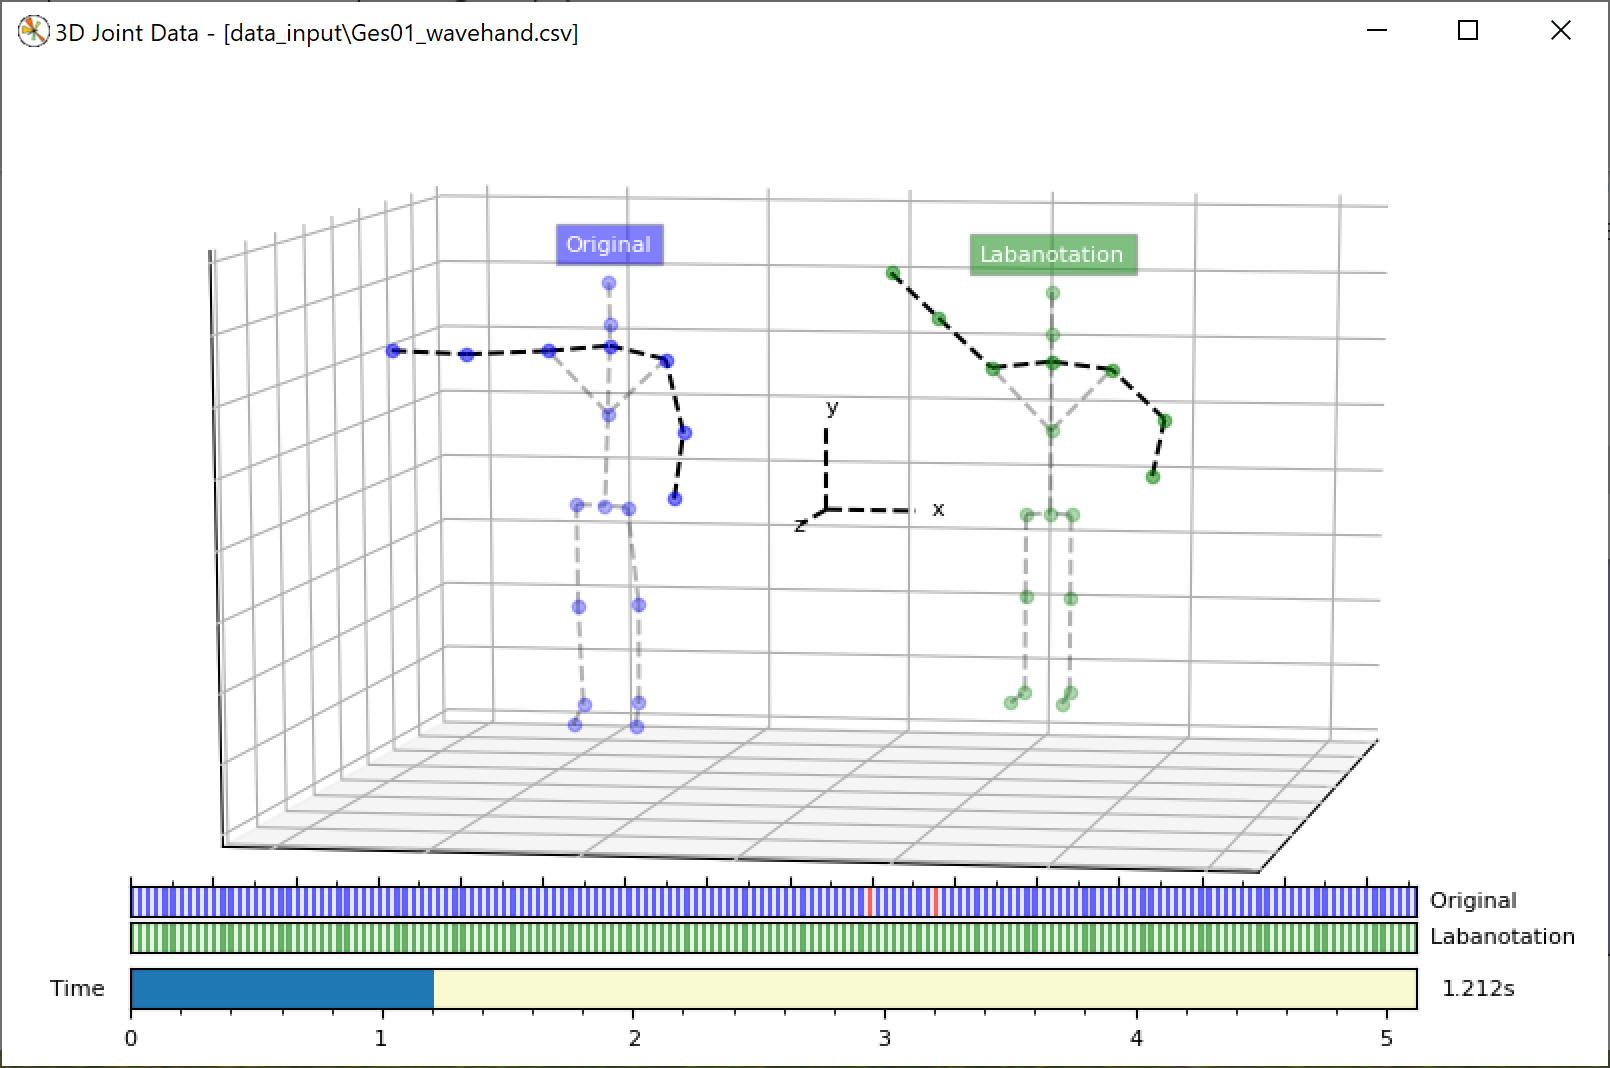 3D Joint Data - [data_input\Ges01_wavehand.csv]
Original
Labanotation
y
x
z
Original
Labanotation
Time
1.212s
0 1 2 3 4 5